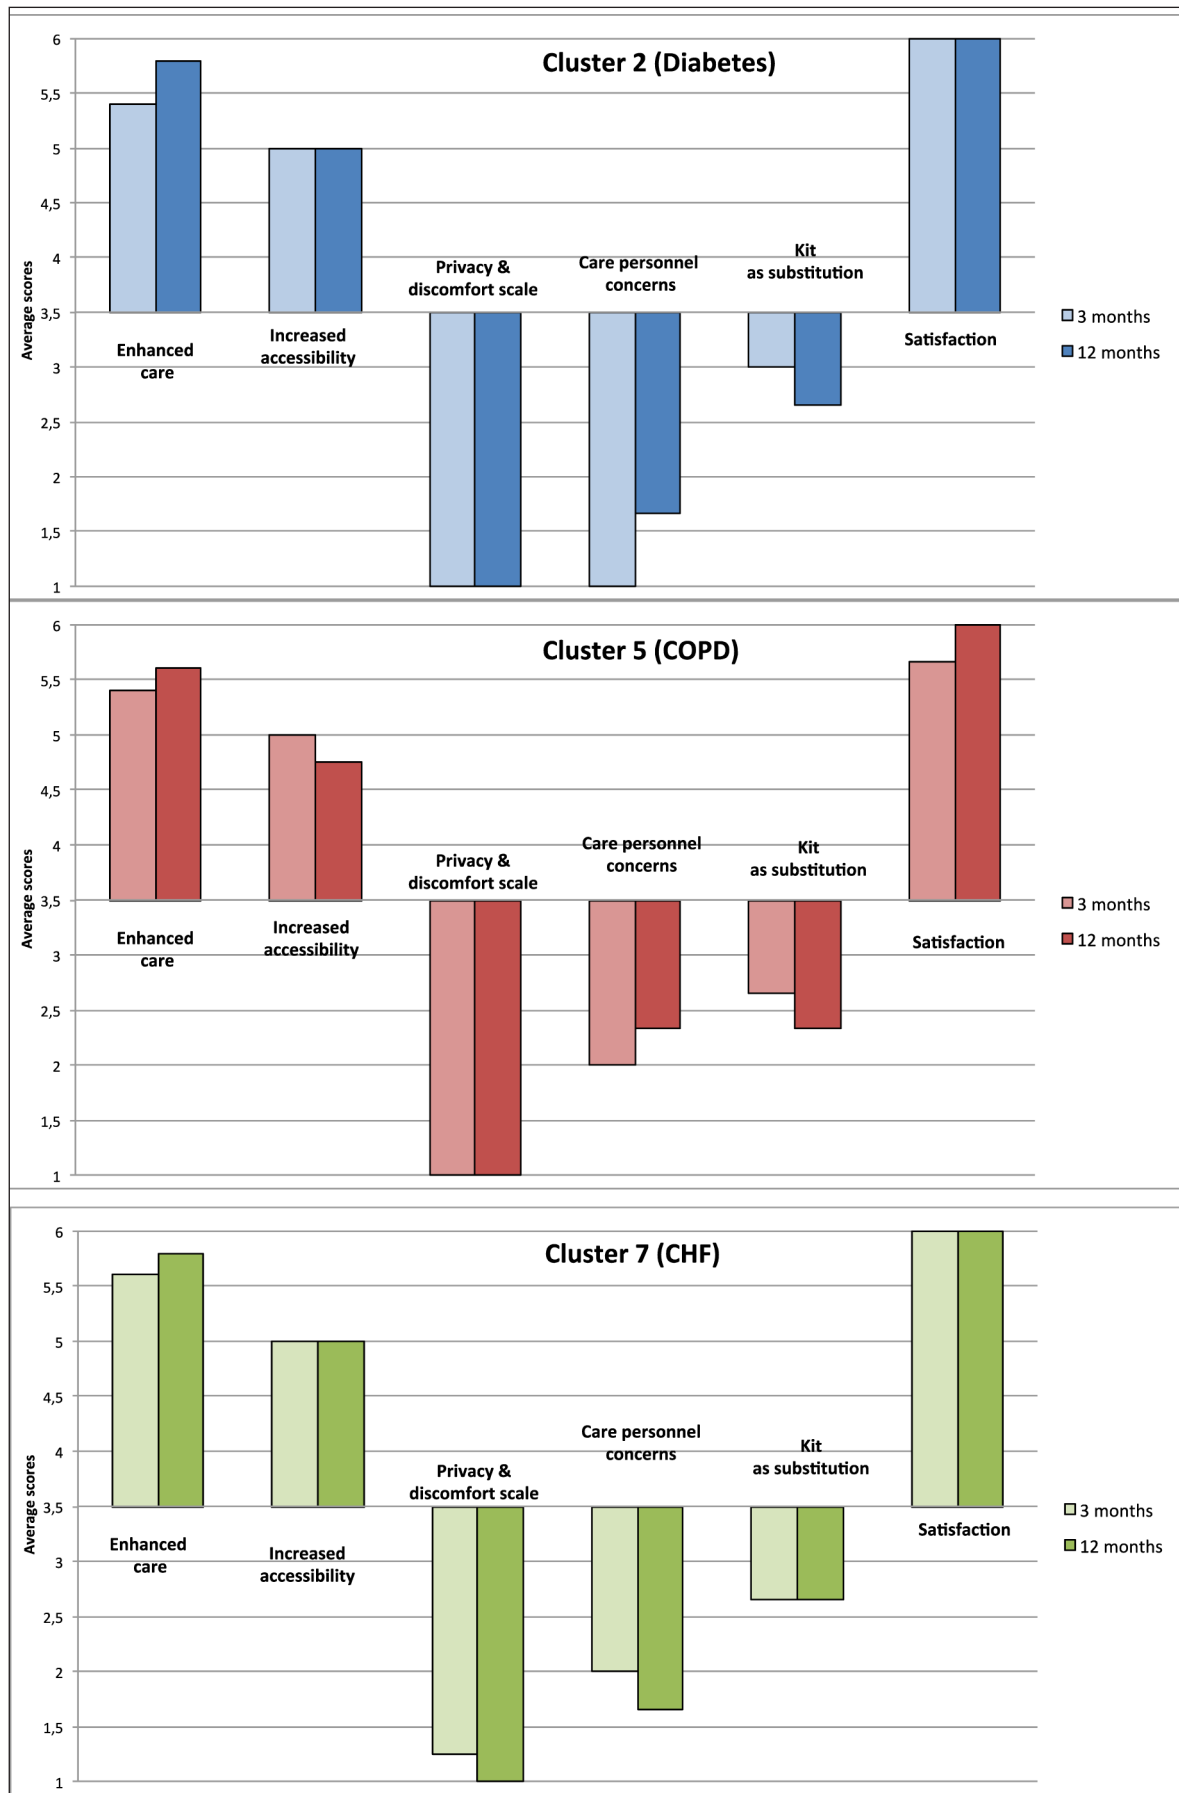 Cluster 2 (Diabetes)
6
5,5
5
4,5
4
3,5
3
2,5
2
1,5
1
Average scores
Enhanced
care
Increased
accessibility
Privacy &
discomfort scale
Care personnel
concerns
Kit
as substitution
Satisfaction
3 months
12 months
Cluster 5 (COPD)
6
5,5
5
4,5
4
3,5
3
2,5
2
1,5
1
Average scores
Enhanced
care
Increased
accessibility
Privacy &
discomfort scale
Care personnel
concerns
Kit
as substitution
Satisfaction
3 months
12 months
Cluster 7 (CHF)
6
5,5
5
4,5
4
3,5
3
2,5
2
1,5
1
Average scores
Enhanced
care
Increased
accessibility
Privacy &
discomfort scale
Care personnel
concerns
Kit
as substitution
Satisfaction
3 months
12 months